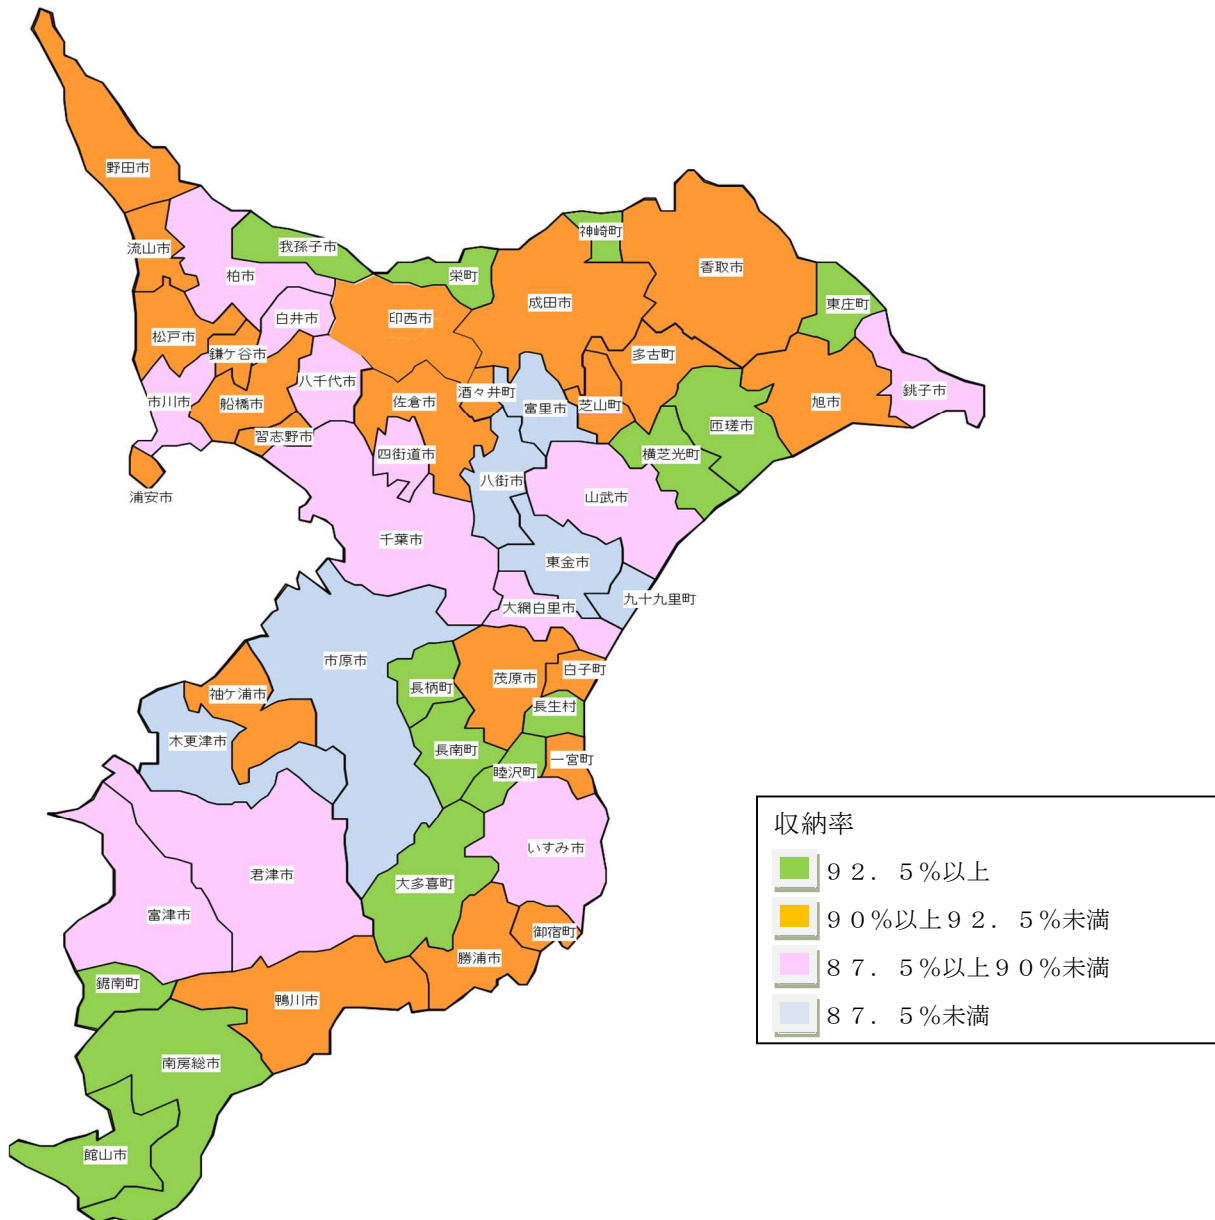 野田市
流山市
柏市
我孫子市
栄町
神崎町
香取市
東庄町
成田市
印西市
白井市
松戸市
鎌ケ谷市
多古町
銚子市
八千代市
市川市
船橋市
佐倉市
酒々井町
富里市
芝山町
旭市
匝瑳市
習志野市
四街道市
横芝光町
八街市
山武市
浦安市
千葉市
東金市
九十九里町
大網白里市
市原市
白子町
長柄町
茂原市
袖ケ浦市
長生村
木更津市
長南町
睦沢町
一宮町
いすみ市
君津市
大多喜町
富津市
御宿町
勝浦市
鋸南町
鴨川市
南房総市
館山市
収納率
９２．５％以上
９０％以上９２．５％未満
８７．５％以上９０％未満
８７．５％未満